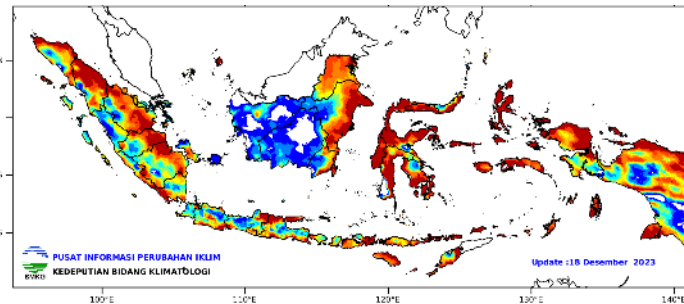 PUSAT INFORMASI PERUBAHAN IKLIM
KEDEPUTIAN BIDANG KLIMATOLOGI
BMKG
Update :18 Desember 2023
100°E 110°E 120°E 130°E 140°E